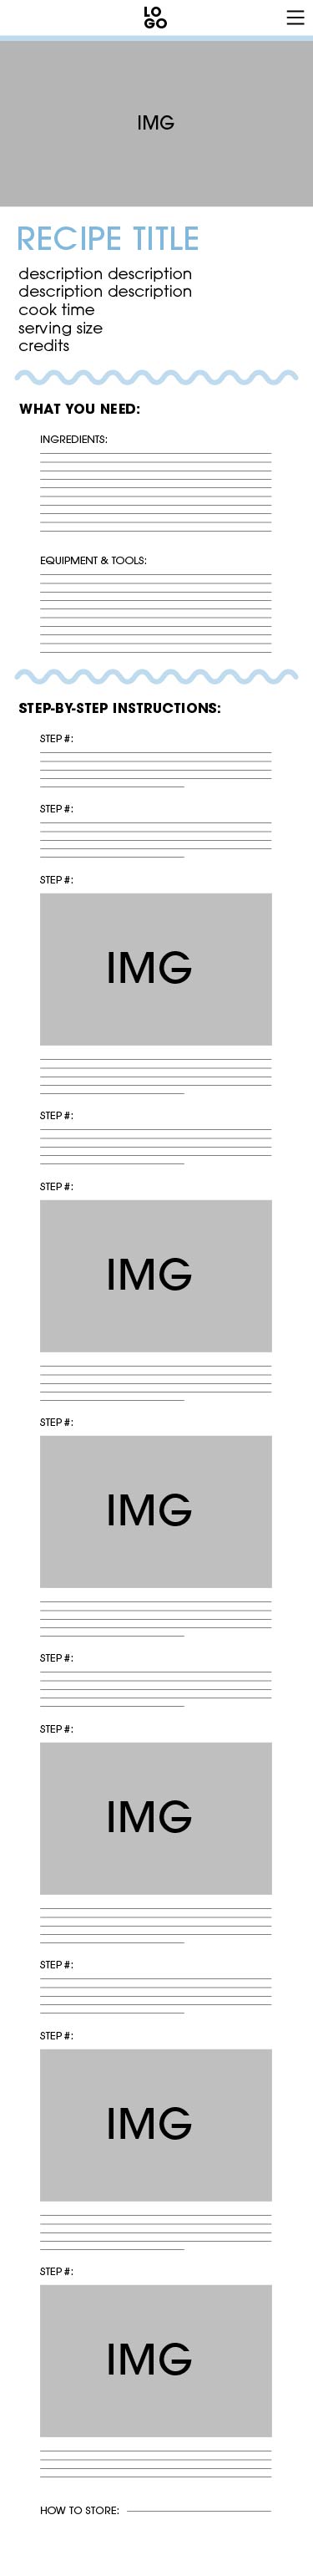 LO
GO
IMG
RECIPE TITLE
description description
description description
cook time
serving size
credits
WHAT YOU NEED:
INGREDIENTS:
EQUIPMENT & TOOLS:
STEP-BY-STEP INSTRUCTIONS:
STEP #:
STEP #:
STEP #:
IMG
STEP #:
STEP #:
IMG
STEP #:
IMG
STEP #:
STEP #:
IMG
STEP #:
STEP #:
IMG
STEP #:
IMG
HOW TO STORE: